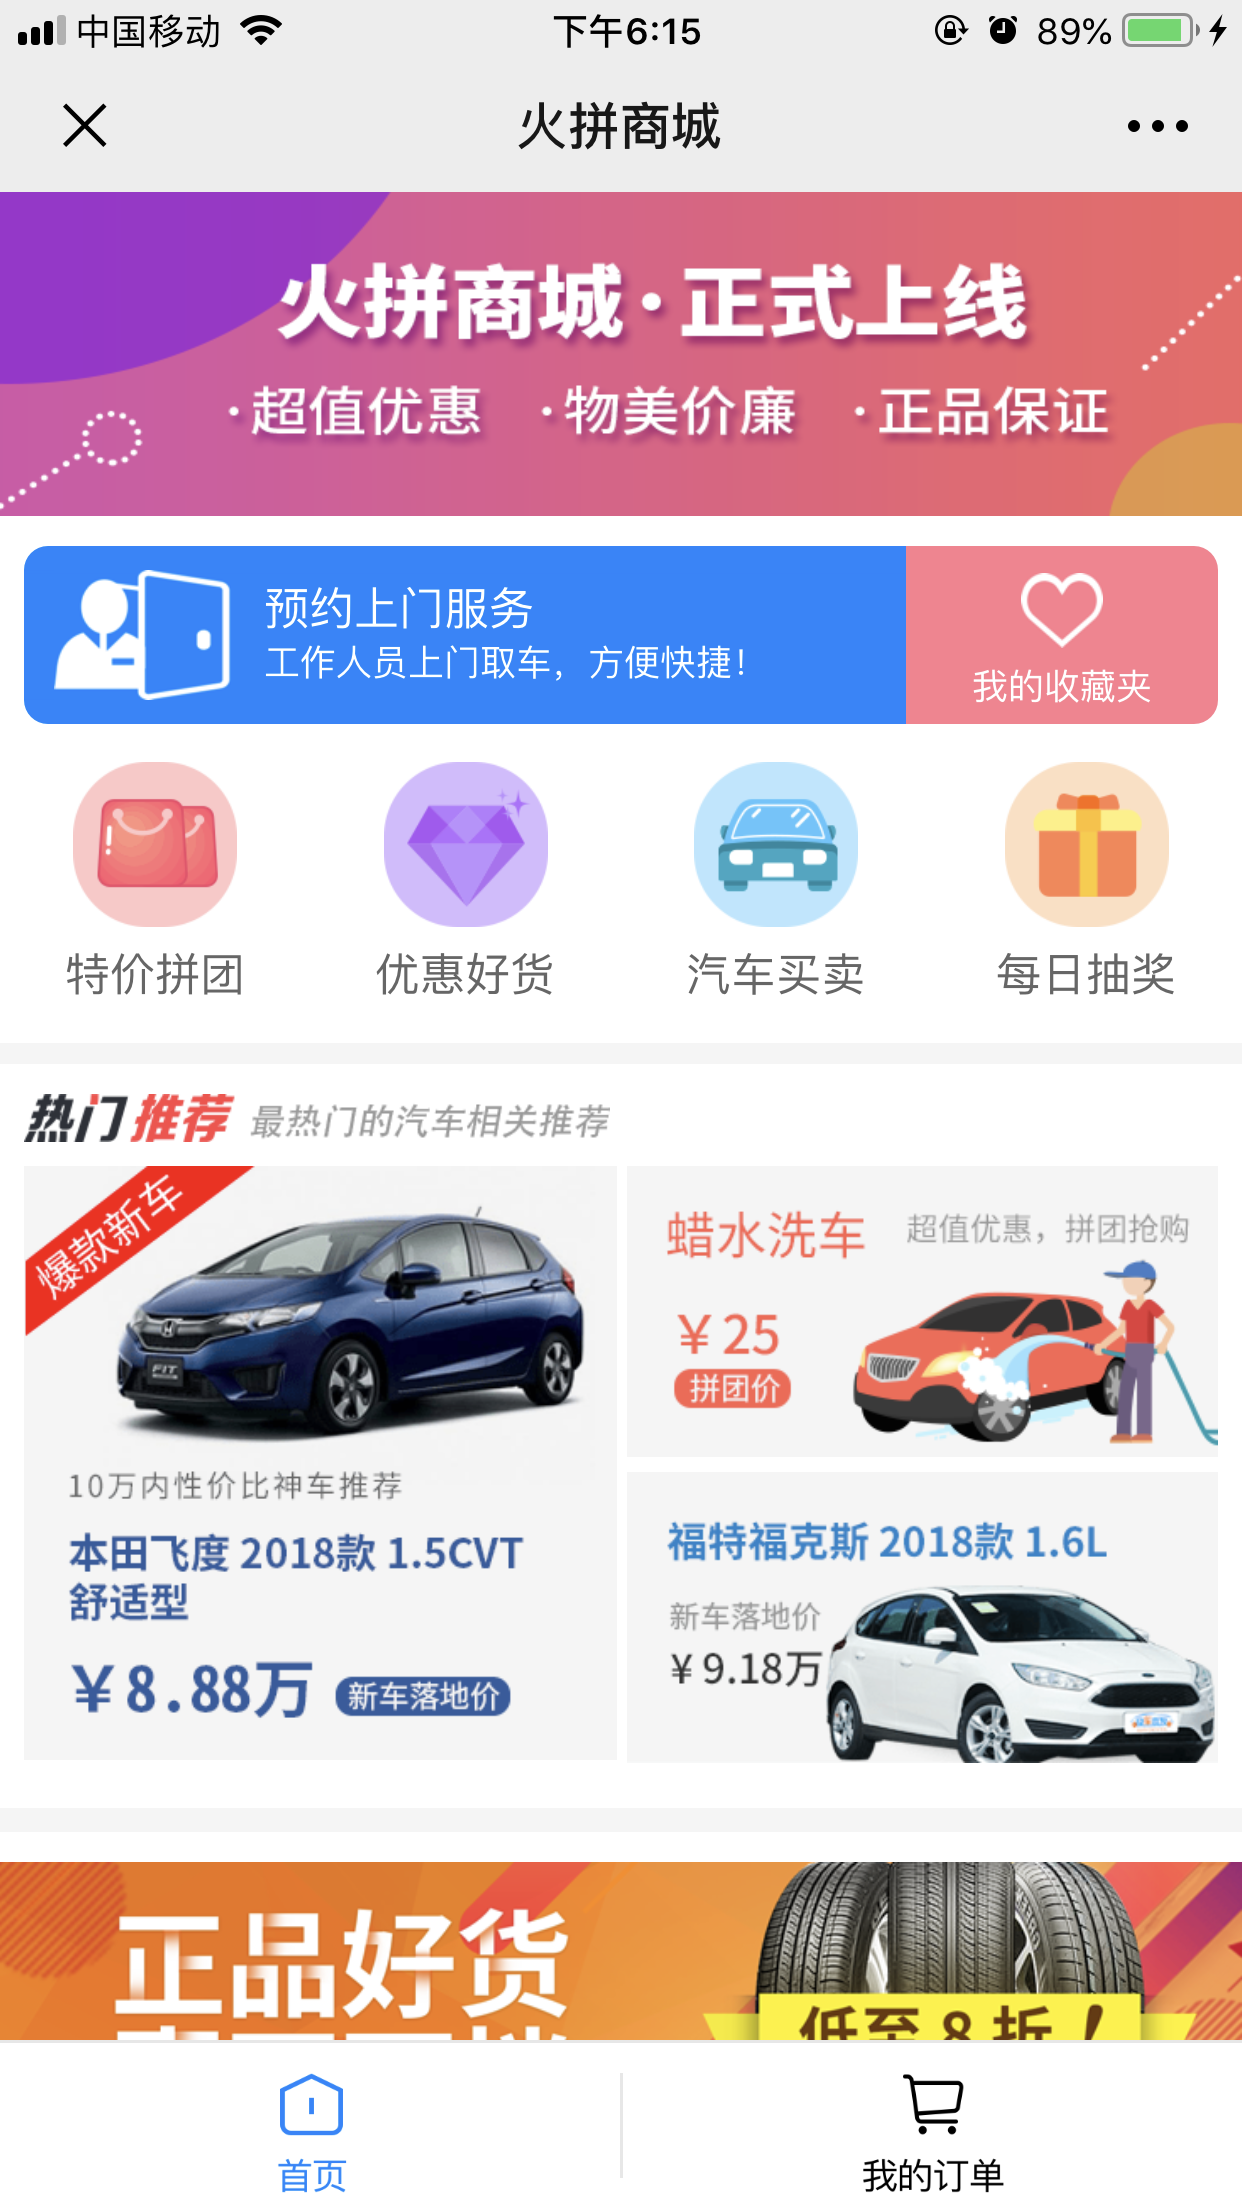 中国移动
下午6:15
89%
火拼商城
火拼商城·正式上线
·超值优惠 ·物美价廉 ·正品保证
预约上门服务
工作人员上门取车，方便快捷！
我的收藏夹
特价拼团
优惠好货
汽车买卖
每日抽奖
热门推荐 最热门的汽车相关推荐
爆款新车
FIT
10万内性价比神车推荐
本田飞度 2018款 1.5CVT
舒适型
￥8.88万 新车落地价
蜡水洗车 超值优惠，拼团抢购
￥25
拼团价
福特福克斯 2018款 1.6L
新车落地价
￥9.18万
正品好货
低至8折！
首页
我的订单